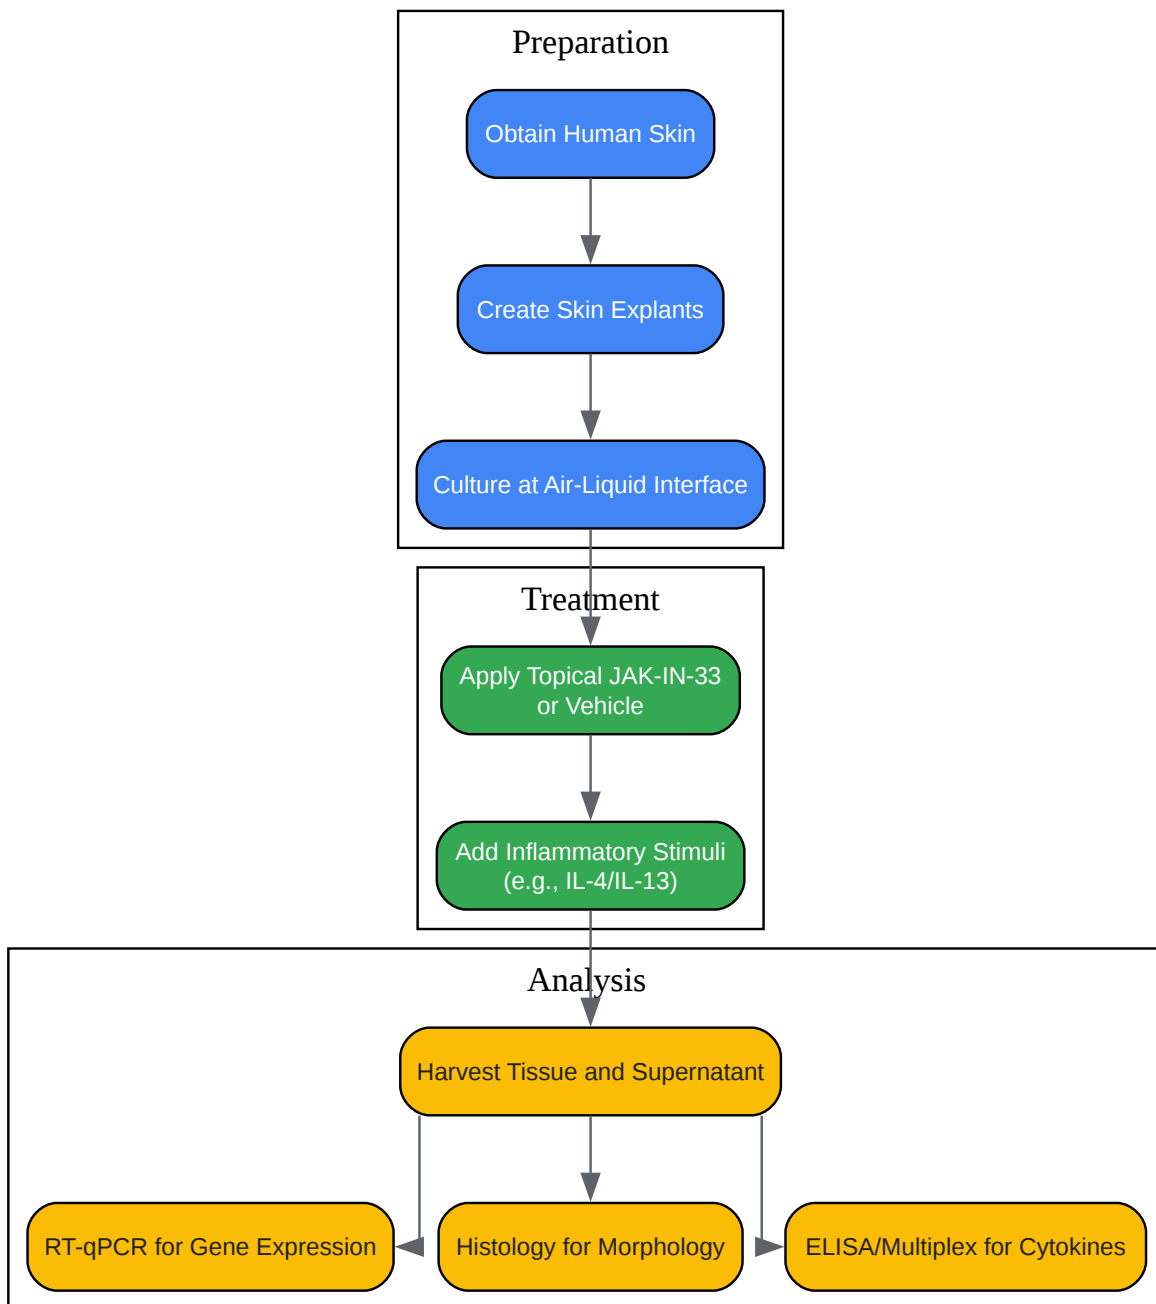 Preparation
Obtain Human Skin
Create Skin Explants
Culture at Air-Liquid Interface
Treatment
Apply Topical JAK-IN-33
or Vehicle
Add Inflammatory Stimuli
(e.g., IL-4/IL-13)
Analysis
Harvest Tissue and Supernatant
RT-qPCR for Gene Expression
Histology for Morphology
ELISA/Multiplex for Cytokines